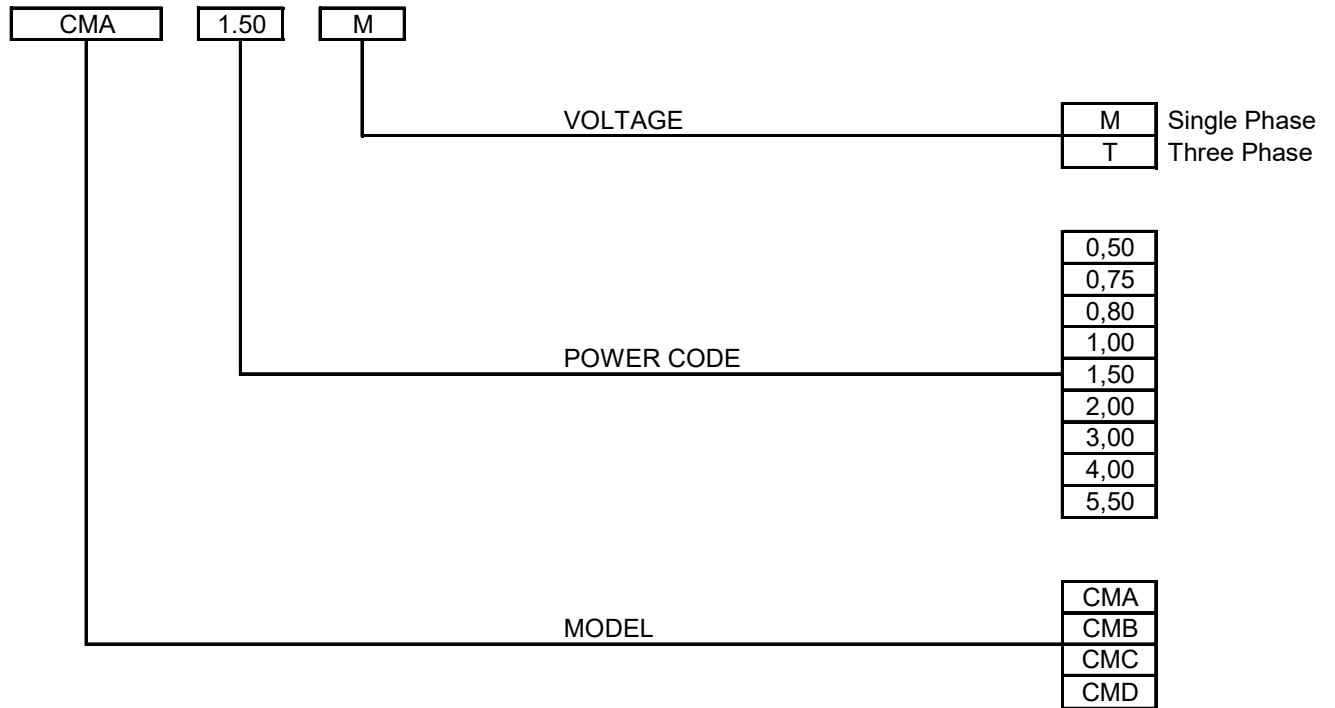 CMA 1.50 M
VOLTAGE
M Single Phase
T Three Phase
0,50
0,75
0,80
1,00
POWER CODE
1,50
2,00
3,00
4,00
5,50
CMA
MODEL
CMB
CMC
CMD